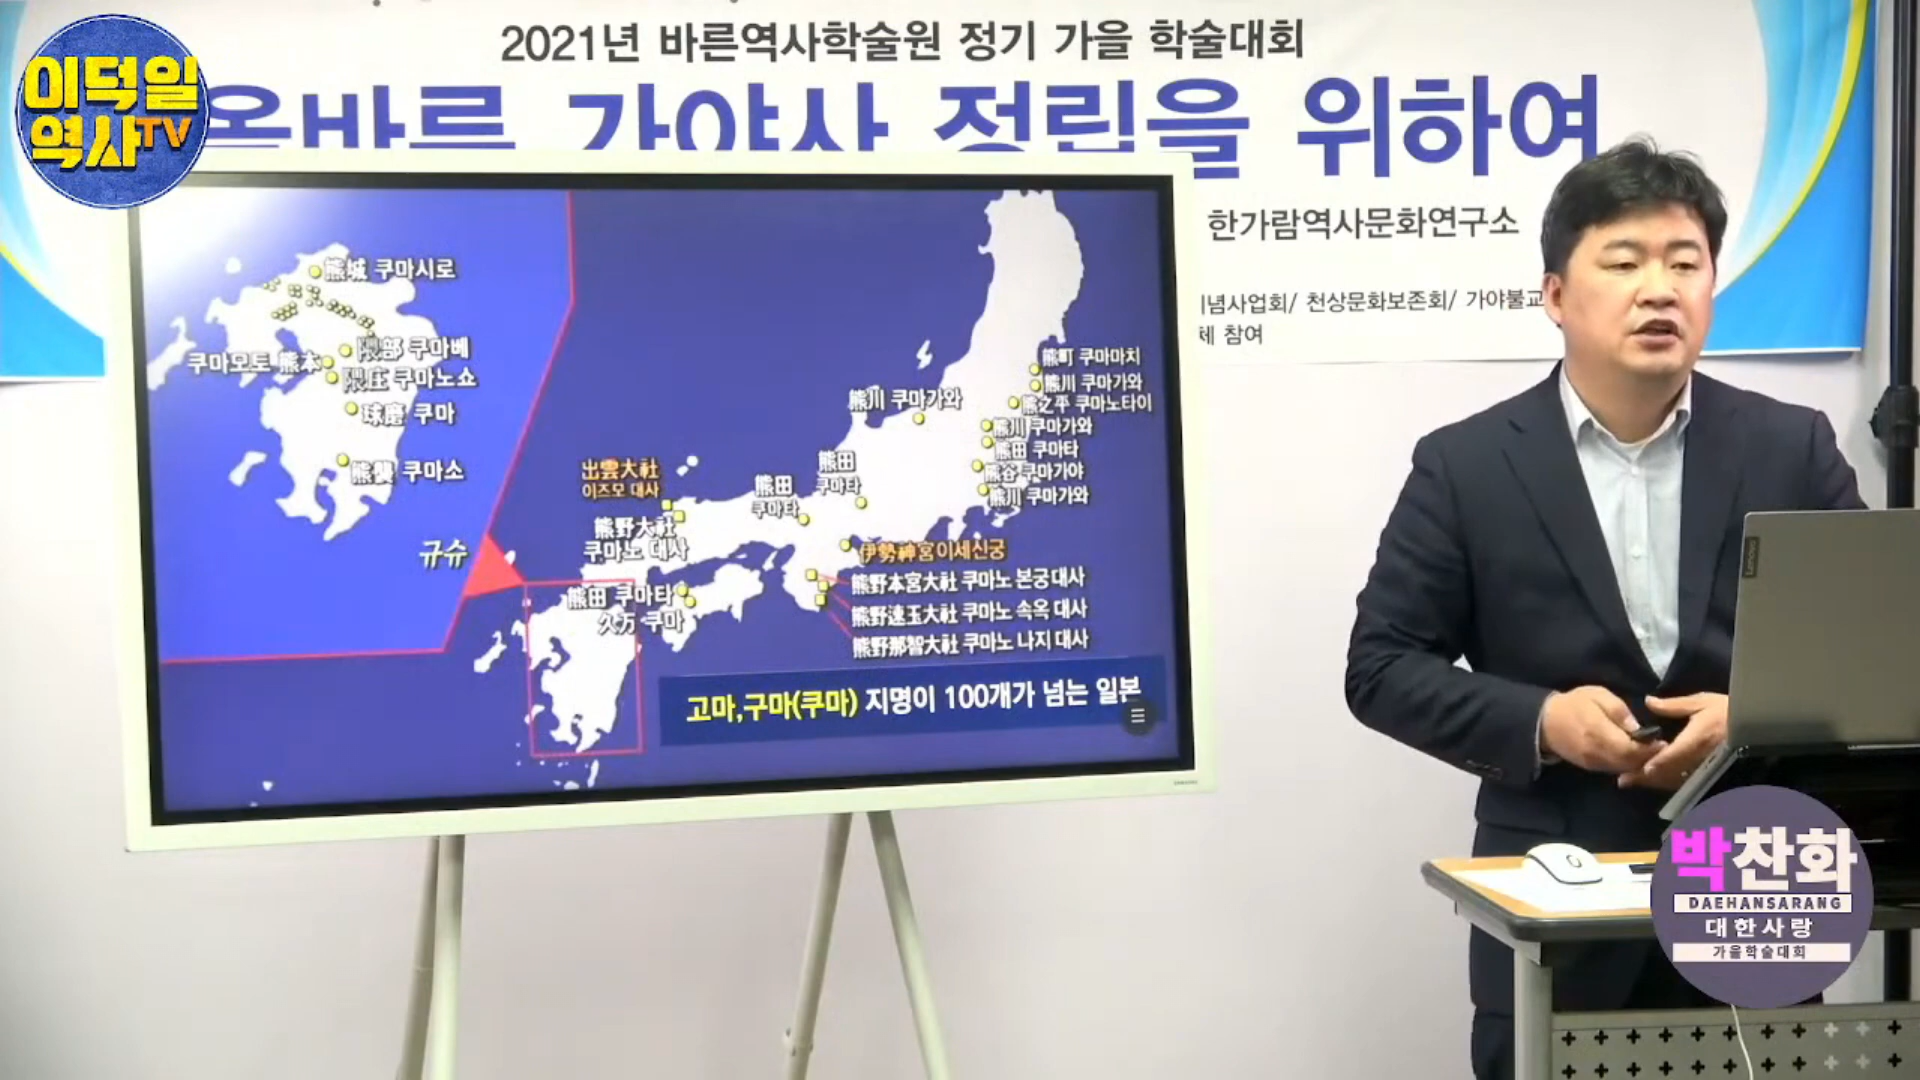 이덕일
역사TV
2021년 바른역사학술원 정기 가을 학술대회
올바른 가야사 정립을 위하여
한가람역사문화연구소
념사업회/ 천상문화보존회/ 가야불교
체 참여
熊城 쿠마시로
隈部 쿠마베
쿠마모토 熊本
隈庄 쿠마노쇼
球磨 쿠마
熊襲 쿠마소
규슈
出雲大社
이즈모 대사
熊野大社
쿠마노 대사
熊田 쿠마타
久万 쿠마
熊田
쿠마타
熊田
쿠마타
熊川 쿠마가와
熊町 쿠마마치
熊川 쿠마가와
熊之平 쿠마노타이
熊川 쿠마가와
熊田 쿠마타
熊谷 쿠마가야
熊川 쿠마가와
伊勢神宮이세신궁
熊野本宮大社 쿠마노 본궁대사
熊野速玉大社 쿠마노 속옥 대사
熊野那智大社 쿠마노 나지 대사
고마,구마(쿠마) 지명이 100개가 넘는 일본
Lenovo
박찬화
DAEHANSARANG
대한사랑
가을학술대회